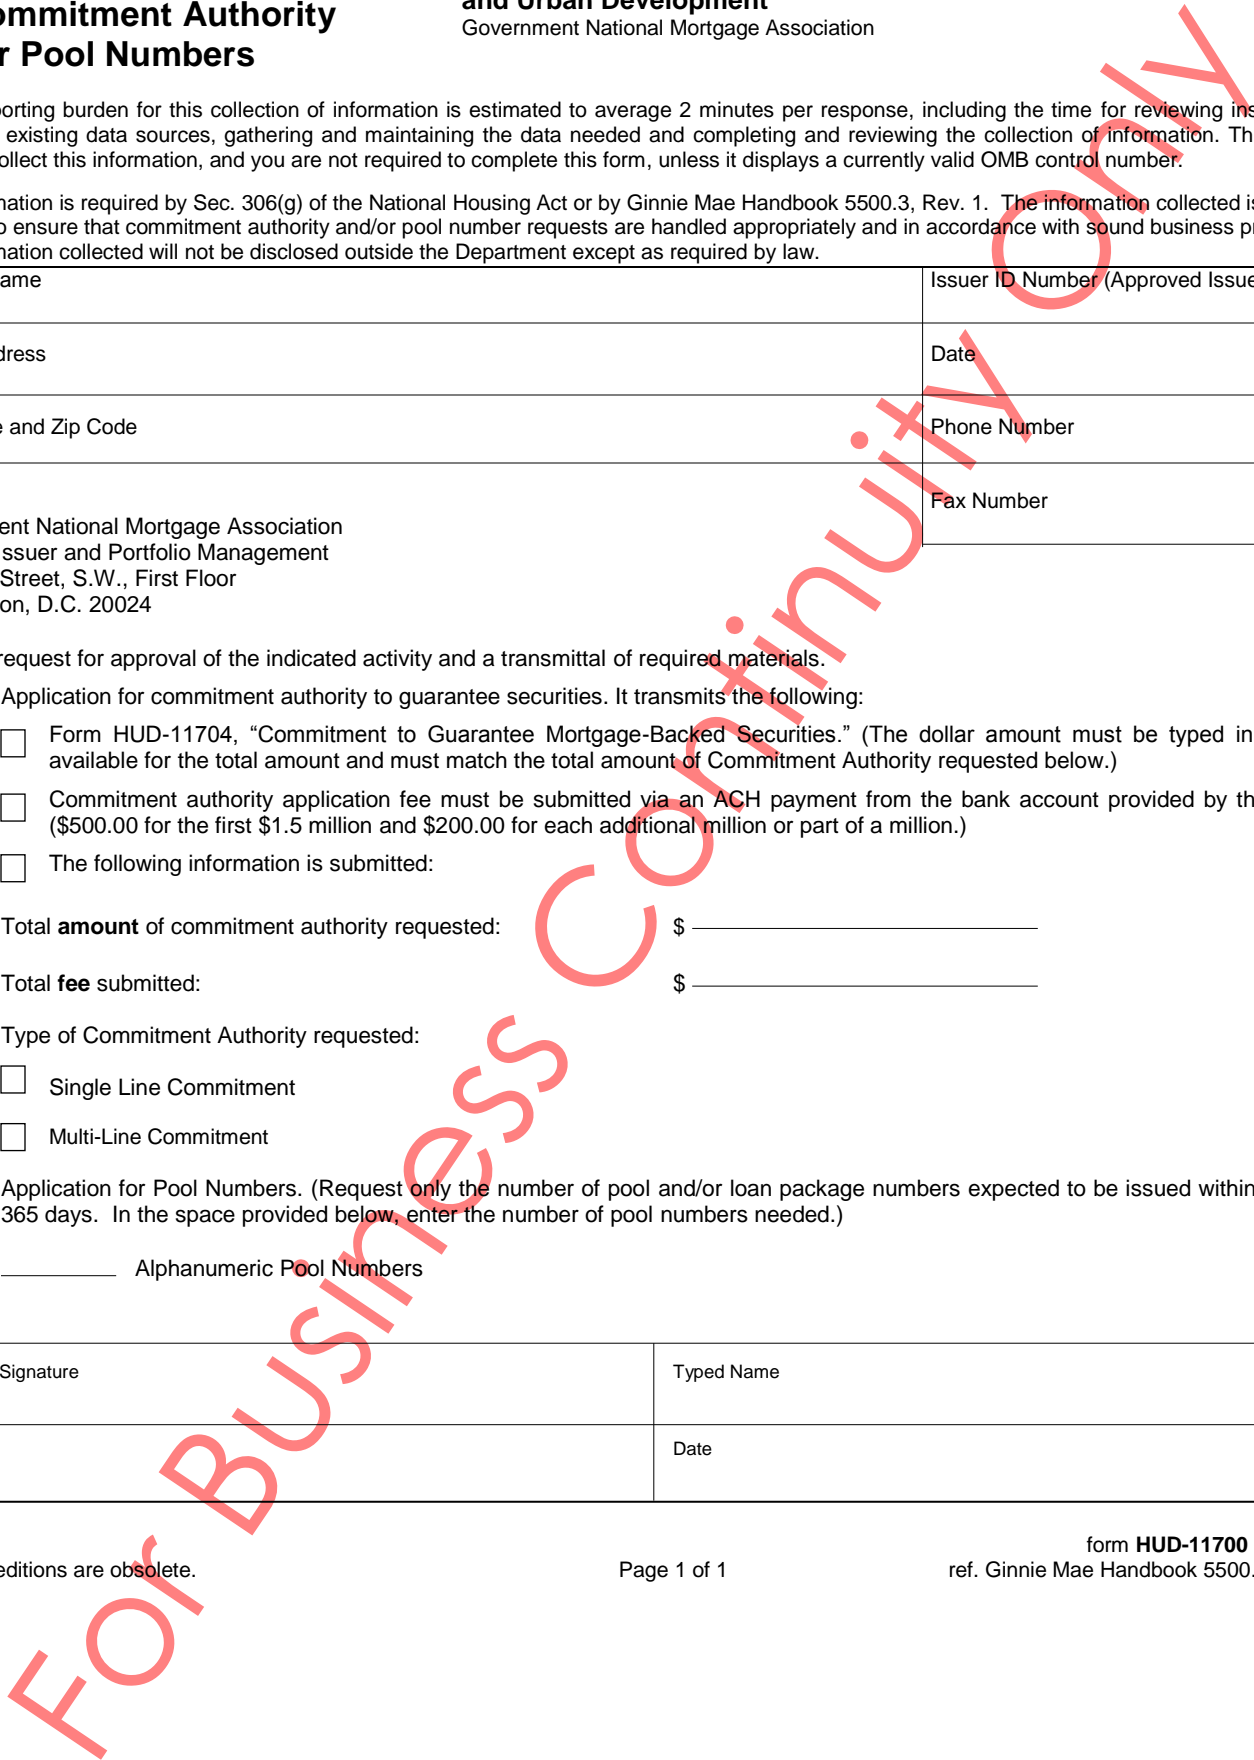 ommitment Authority
r Pool Numbers
and Urban Development
Government National Mortgage Association
orting burden for this collection of information is estimated to average 2 minutes per response, including the time for reviewing ins
existing data sources, gathering and maintaining the data needed and completing and reviewing the collection of information. Th
ollect this information, and you are not required to complete this form, unless it displays a currently valid OMB control number.
mation is required by Sec. 306(g) of the National Housing Act or by Ginnie Mae Handbook 5500.3, Rev. 1. The information collected is
o ensure that commitment authority and/or pool number requests are handled appropriately and in accordance with sound business pr
mation collected will not be disclosed outside the Department except as required by law.
ame
Issuer ID Number (Approved Issue
dress
Date
e and Zip Code
Phone Number
Fax Number
ent National Mortgage Association
ssuer and Portfolio Management
Street, S.W., First Floor
on, D.C. 20024
request for approval of the indicated activity and a transmittal of required materials.
Application for commitment authority to guarantee securities. It transmits the following:
Form HUD-11704, “Commitment to Guarantee Mortgage-Backed Securities.” (The dollar amount must be typed in
available for the total amount and must match the total amount of Commitment Authority requested below.)
Commitment authority application fee must be submitted via an ACH payment from the bank account provided by th
($500.00 for the first $1.5 million and $200.00 for each additional million or part of a million.)
The following information is submitted:
Total amount of commitment authority requested: $
Total fee submitted: $
Type of Commitment Authority requested:
Single Line Commitment
Multi-Line Commitment
Application for Pool Numbers. (Request only the number of pool and/or loan package numbers expected to be issued within
365 days. In the space provided below, enter the number of pool numbers needed.)
Alphanumeric Pool Numbers
Signature
Typed Name
Date
editions are obsolete.
Page 1 of 1
form HUD-11700
ref. Ginnie Mae Handbook 5500.
For Business Continuity Only